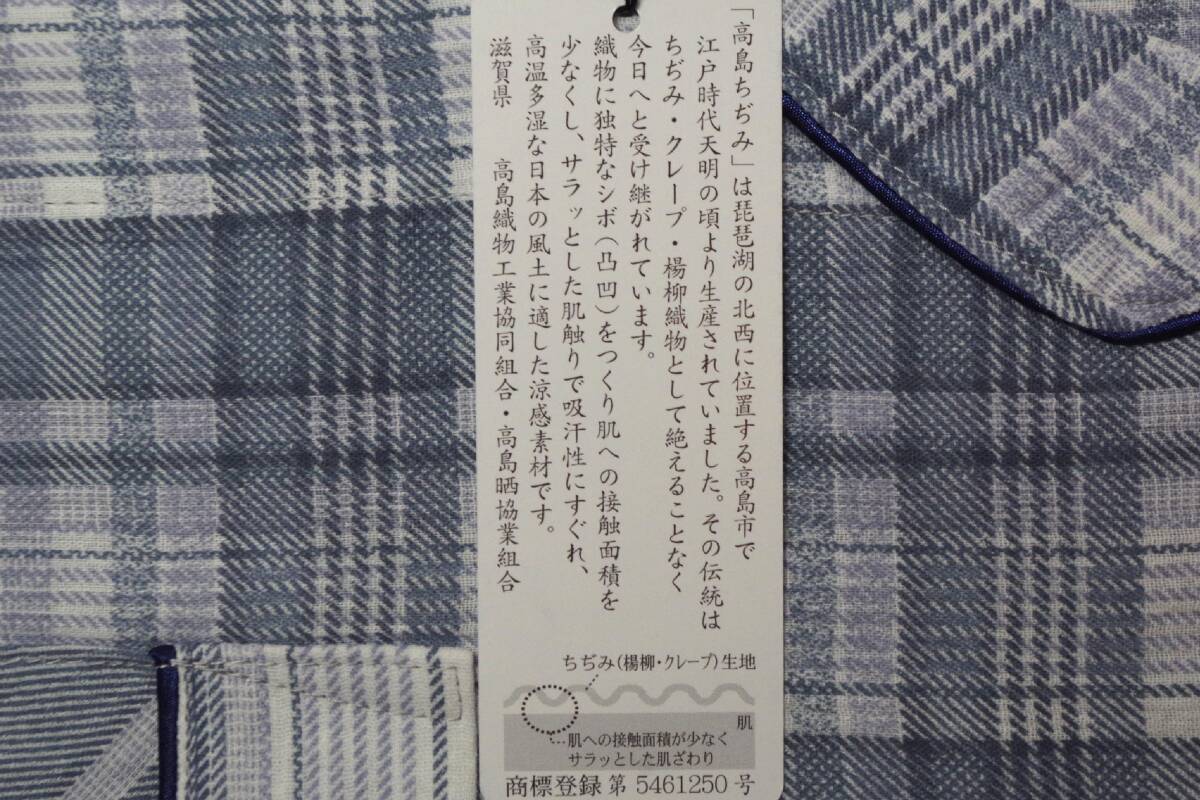 「高島ちぢみ」は琵琶湖の北西に位置する高島市で
江戸時代天明の頃より生産されていました。その伝統は
ちぢみ・クレープ・楊柳織物として絶えることなく
今日へと受け継がれています。
織物に独特なシボ(凸凹)をつくり肌への接触面積を
少なくし、サラッとした肌触りで吸汗性にすぐれ、
高温多湿な日本の風土に適した涼感素材です。
滋賀県　高島織物工業協同組合・高島晒協業組合
ちぢみ(楊柳・クレープ)生地
肌
肌への接触面積が少なく
サラッとした肌ざわり
商標登録 第 5461250 号